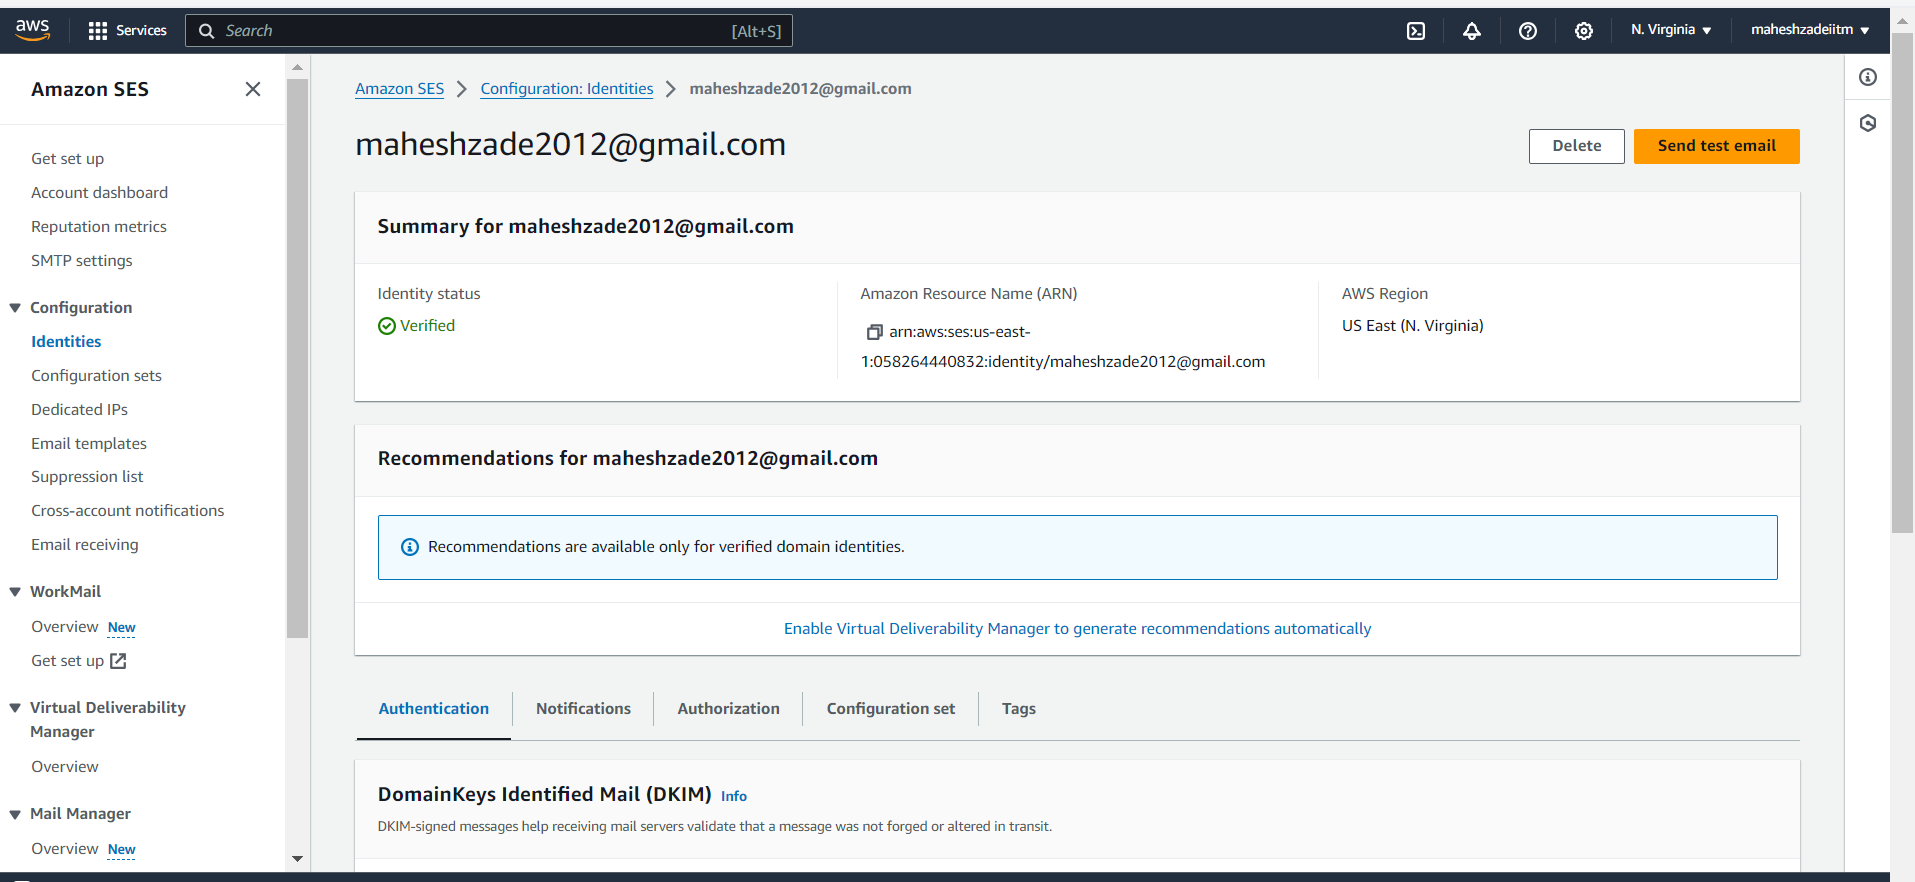 aws
Services
Search
[Alt+S]
N. Virginia
maheshzadeiitm
Amazon SES
Get set up
Account dashboard
Reputation metrics
SMTP settings
Configuration
Identities
Configuration sets
Dedicated IPs
Email templates
Suppression list
Cross-account notifications
Email receiving
WorkMail
Overview New
Get set up
Virtual Deliverability
Manager
Overview
Mail Manager
Overview New
Amazon SES
Configuration: Identities
maheshzade2012@gmail.com
maheshzade2012@gmail.com
Delete
Send test email
Summary for maheshzade2012@gmail.com
Identity status
Verified
Amazon Resource Name (ARN)
arn:aws:ses:us-east-
1:058264440832:identity/maheshzade2012@gmail.com
AWS Region
US East (N. Virginia)
Recommendations for maheshzade2012@gmail.com
Recommendations are available only for verified domain identities.
Enable Virtual Deliverability Manager to generate recommendations automatically
Authentication
Notifications
Authorization
Configuration set
Tags
DomainKeys Identified Mail (DKIM) Info
DKIM-signed messages help receiving mail servers validate that a message was not forged or altered in transit.